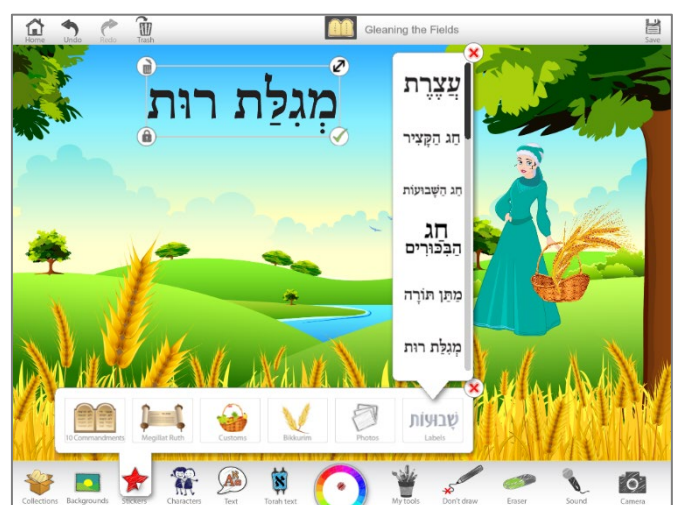 Home Undo Redo Trash Gleaning the Fields Save
מְגִלַּת רוּת
עֲצֶרֶת
חַג הַקָּצִיר
חַג הַשָּׁבוּעוֹת
חַג
הַבִּכּוּרִים
מַתַּן תּוֹרָה
מְגִלַּת רוּת
שָׁבוּעוֹת
10 Commandments Megillat Ruth Customs Bikkurim Photos Labels
Collections Backgrounds Stickers Characters Text Torah text My tools Don't draw Eraser Sound Camera